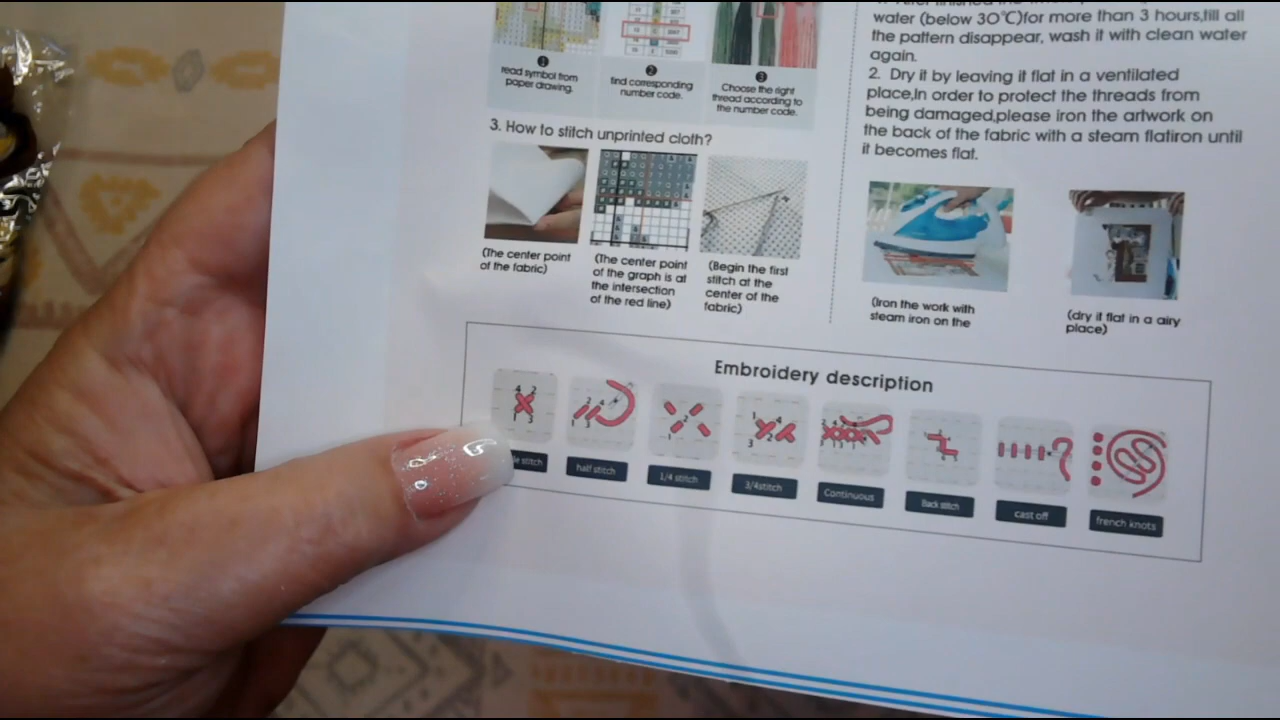 ❶
read symbol from
paper drawing.
❷
find corresponding
number code.
❸
Choose the right
thread according to
the number code.
3. How to stitch unprinted cloth?
(The center point
of the fabric)
(The center point
of the graph is at
the intersection
of the red line)
(Begin the first
stitch at the
center of the
fabric)
water (below 30℃)for more than 3 hours,till all
the pattern disappear, wash it with clean water
again.
2. Dry it by leaving it flat in a ventilated
place,In order to protect the threads from
being damaged,please iron the artwork on
the back of the fabric with a steam flatiron until
it becomes flat.
(Iron the work with
steam iron on the
(dry it flat in a airy
place)
Embroidery description
stitch
half stitch
1/4 stitch
3/4stitch
Continuous
Back stitch
cast off
french knots